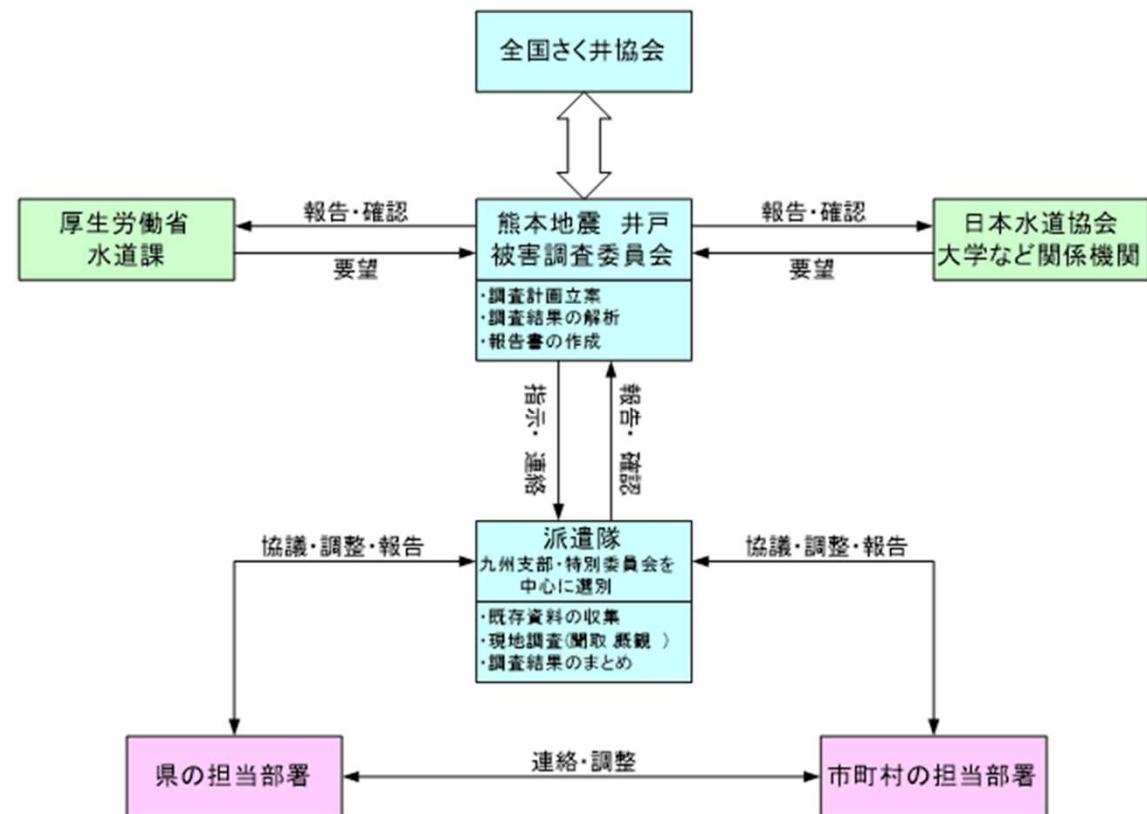 全国さく井協会
厚生労働省
水道課
報告・確認
要望
熊本地震　井戸
被害調査委員会
・調査計画立案
・調査結果の解析
・報告書の作成
報告・確認
要望
日本水道協会
大学など関係機関
指示・連絡
報告・確認
協議・調整・報告
派遣隊
九州支部・特別委員会を
中心に選別
・既存資料の収集
・現地調査(聞取,概観　)
・調査結果のまとめ
協議・調整・報告
県の担当部署
連絡・調整
市町村の担当部署